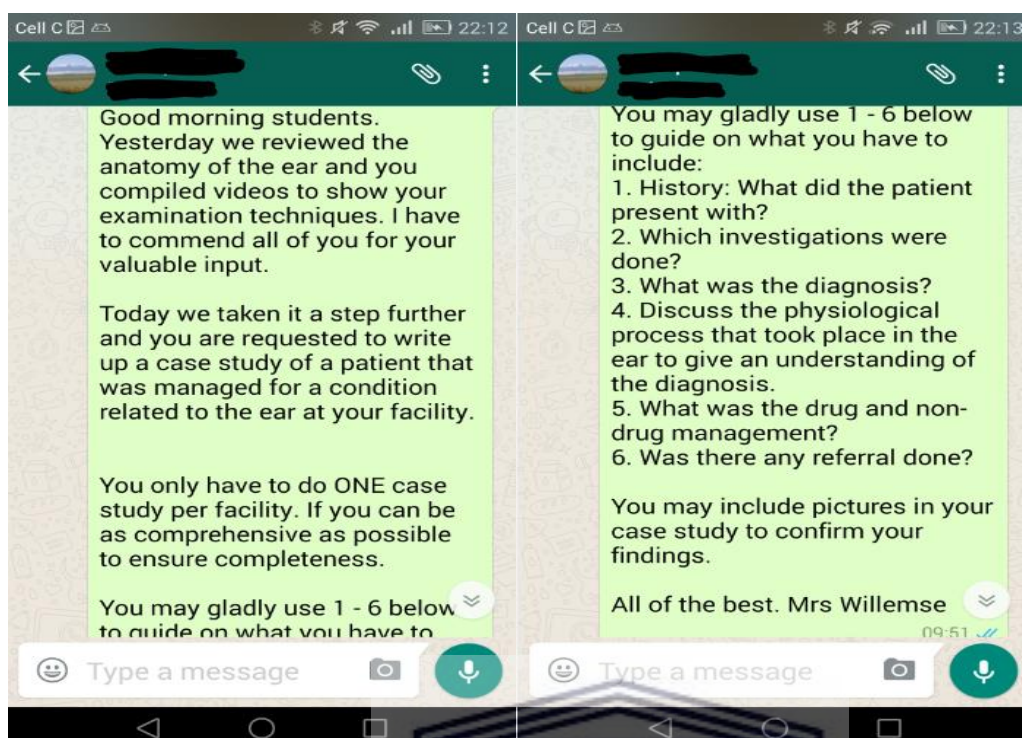 Cell C 22:12
Good morning students.
Yesterday we reviewed the
anatomy of the ear and you
compiled videos to show your
examination techniques. I have
to commend all of you for your
valuable input.
Today we taken it a step further
and you are requested to write
up a case study of a patient that
was managed for a condition
related to the ear at your facility.
You only have to do ONE case
study per facility. If you can be
as comprehensive as possible
to ensure completeness.
You may gladly use 1 - 6 below
to guide on what you have to
Type a message
Cell C 22:13
You may gladly use 1 - 6 below
to guide on what you have to
include:
1. History: What did the patient
present with?
2. Which investigations were
done?
3. What was the diagnosis?
4. Discuss the physiological
process that took place in the
ear to give an understanding of
the diagnosis.
5. What was the drug and non-
drug management?
6. Was there any referral done?
You may include pictures in your
case study to confirm your
findings.
All of the best. Mrs Willemse
09:51
Type a message